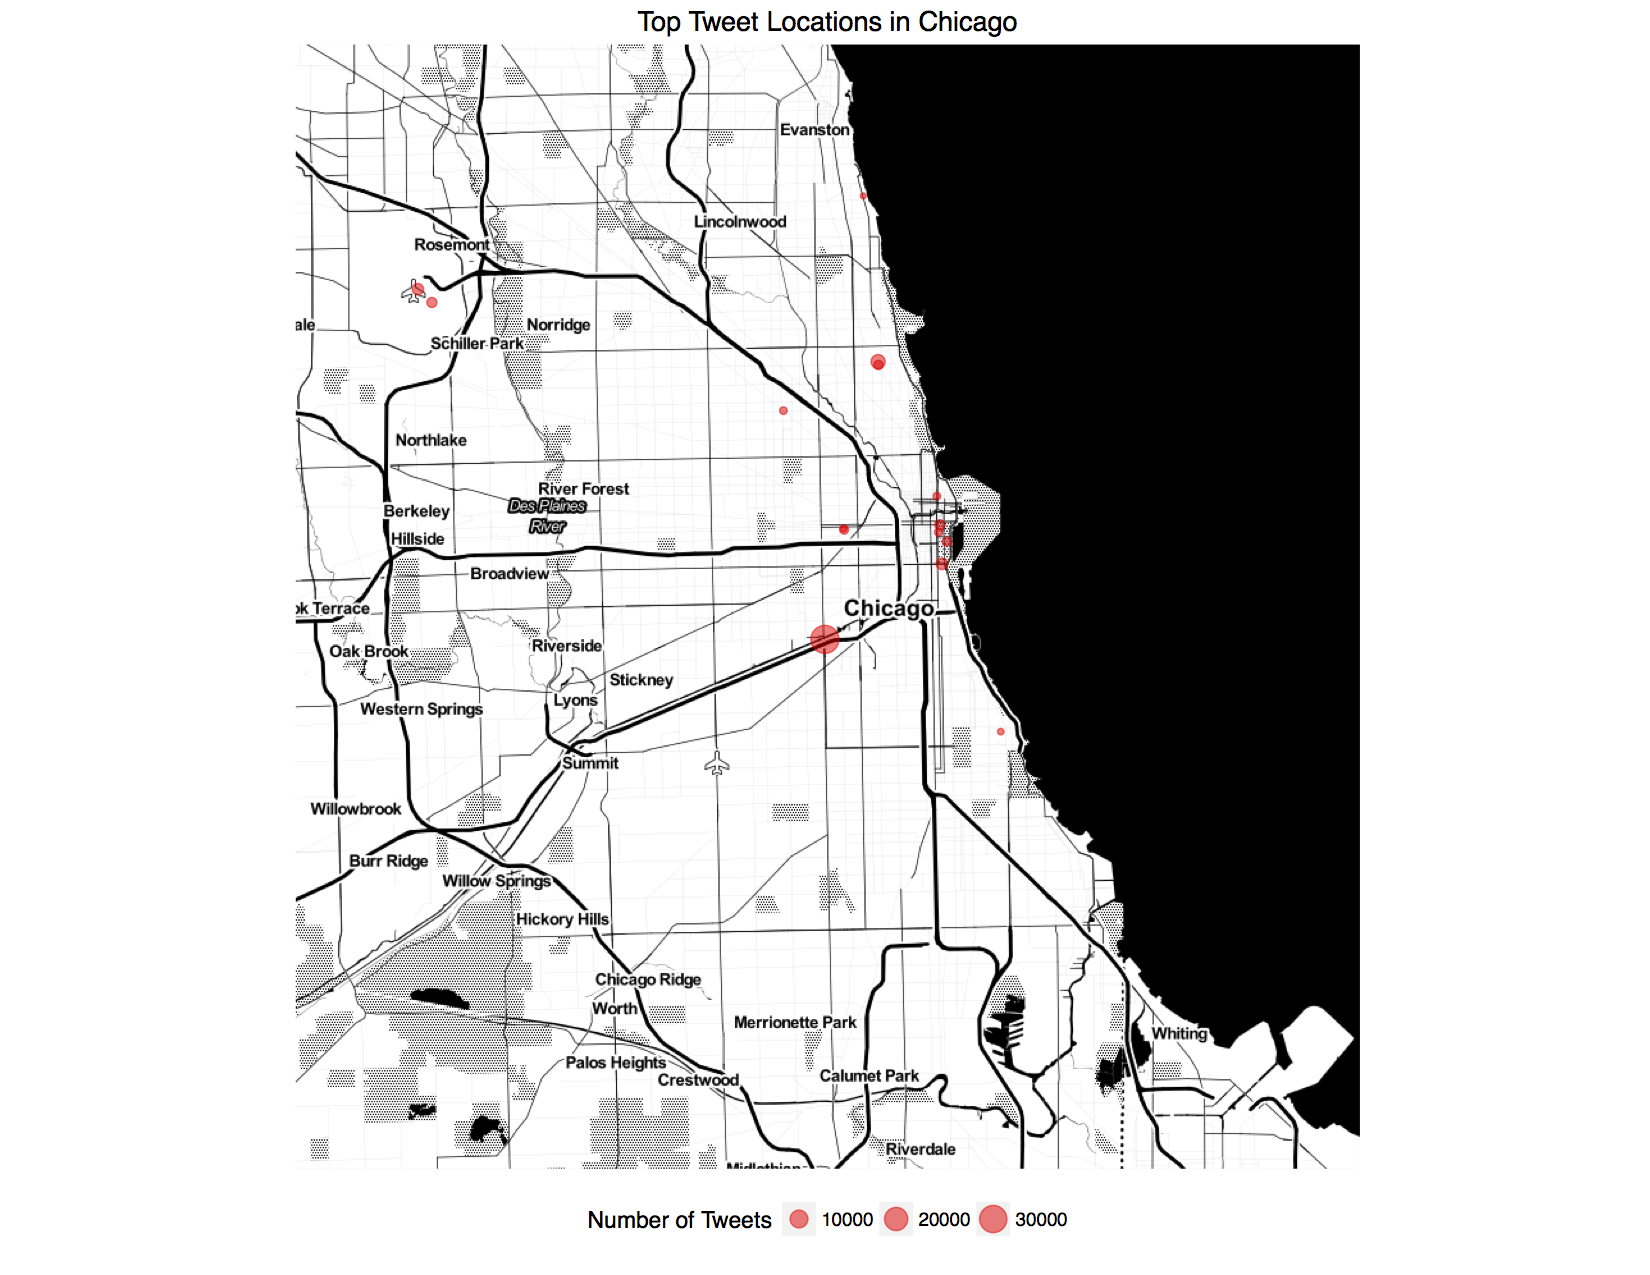 Top Tweet Locations in Chicago
Evanston
Lincolnwood
Rosemont
ale
Norridge
Schiller Park
Northlake
River Forest
Des Plaines
River
Berkeley
Hillside
Broadview
ok Terrace
Chicago
Oak Brook
Riverside
Stickney
Lyons
Western Springs
Summit
Willowbrook
Burr Ridge
Willow Springs
Hickory Hills
Chicago Ridge
Worth
Merrionette Park
Whiting
Palos Heights
Crestwood
Calumet Park
Riverdale
Midlothian
Number of Tweets 10000 20000 30000